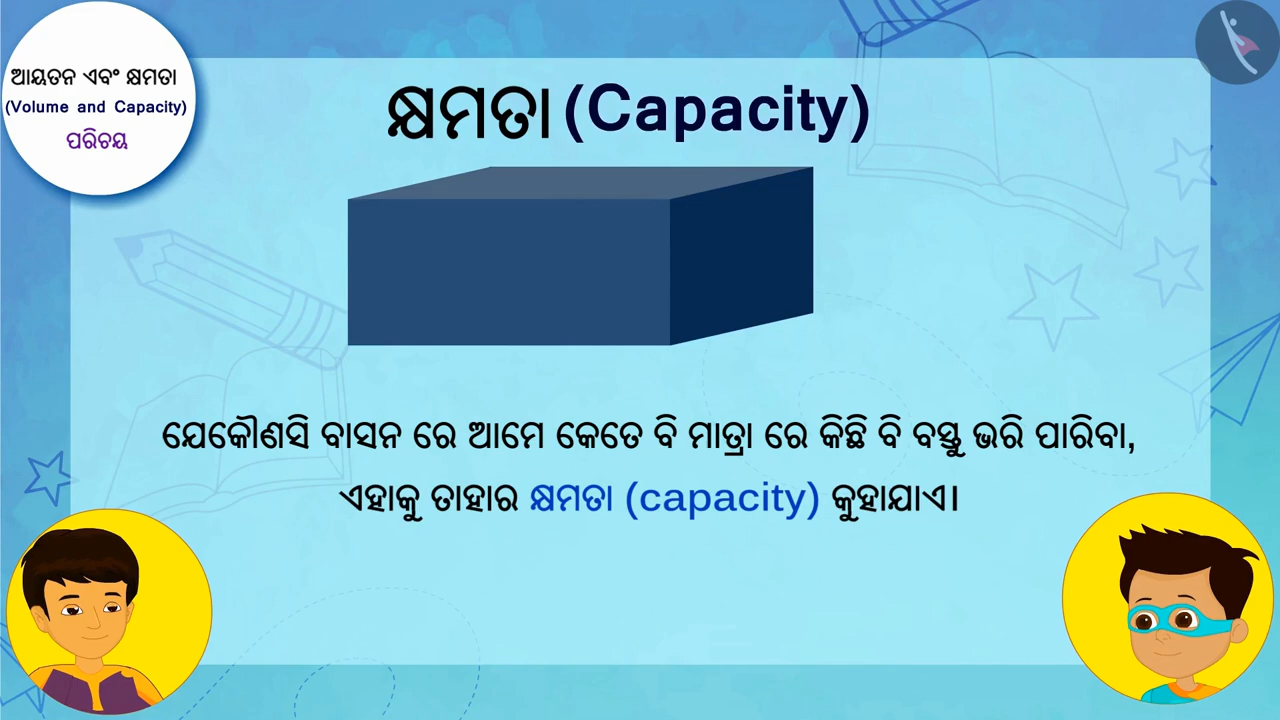 ଆୟତନ ଏବଂ କ୍ଷମତା
(Volume and Capacity)
ପରିଚୟ
କ୍ଷମତା (Capacity)
ଯେକୌଣସି ବାସନ ରେ ଆମେ କେତେ ବି ମାତ୍ରା ରେ କିଛି ବି ବସ୍ତୁ ଭରି ପାରିବା,
ଏହାକୁ ତାହାର କ୍ଷମତା (capacity) କୁହାଯାଏ।